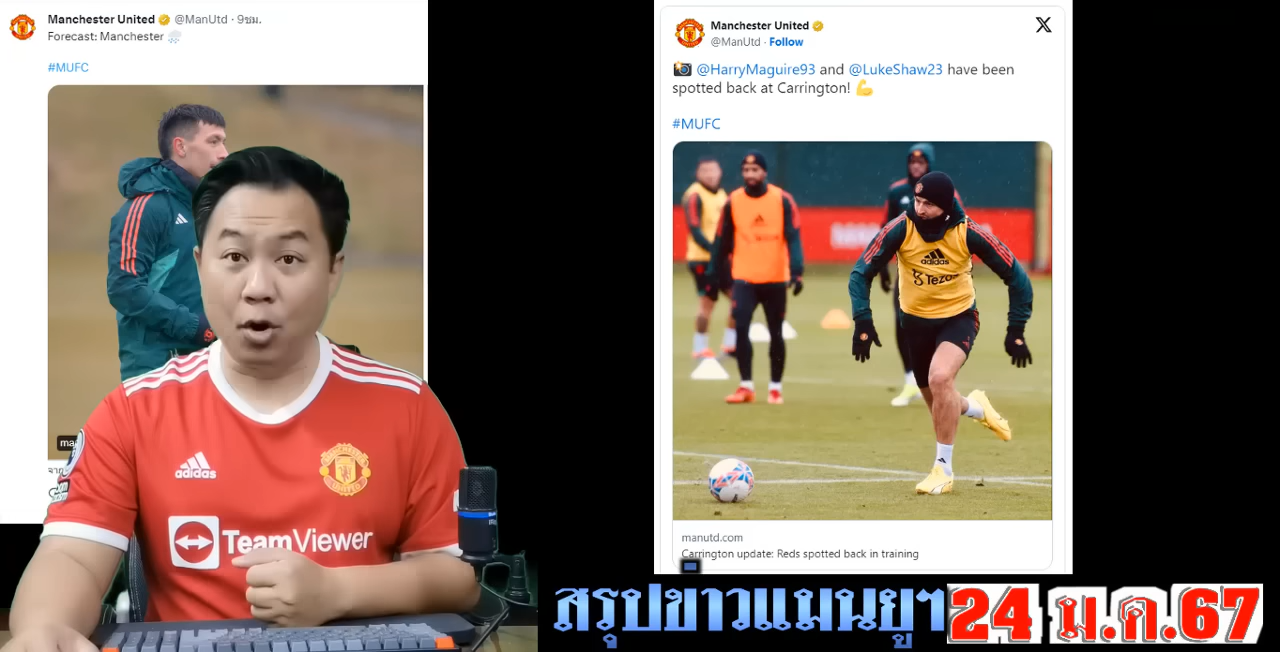 Manchester United @ManUtd · 9ชม.
Forecast: Manchester
#MUFC
adidas
TeamViewer
Manchester United
@ManUtd · Follow
@HarryMaguire93 and @LukeShaw23 have been
spotted back at Carrington!
#MUFC
adidas
Tezos
manutd.com
Carrington update: Reds spotted back in training
สรุปข่าวแมนยูฯ 24 ม.ค.67